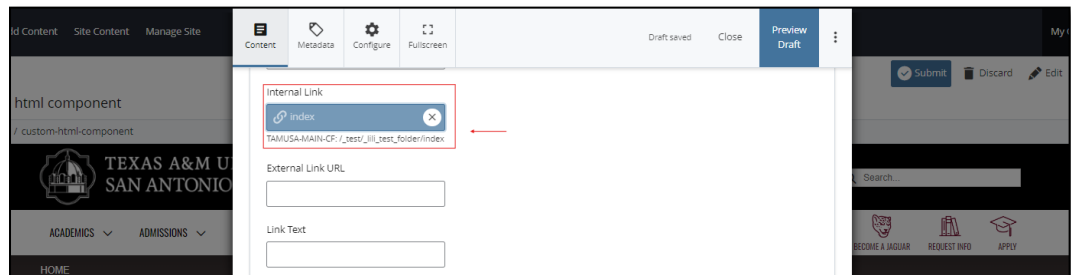 ld Content Site Content Manage Site
Content Metadata Configure Fullscreen
Draft saved Close Preview Draft
My
Submit Discard Edit
html component
/ custom-html-component
Internal Link
index
TAMUSA-MAIN-CF: /_test/_lili_test_folder/index
External Link URL
Link Text
TEXAS A&M U
SAN ANTONIO
Search...
ACADEMICS ADMISSIONS
BECOME A JAGUAR REQUEST INFO APPLY
HOME